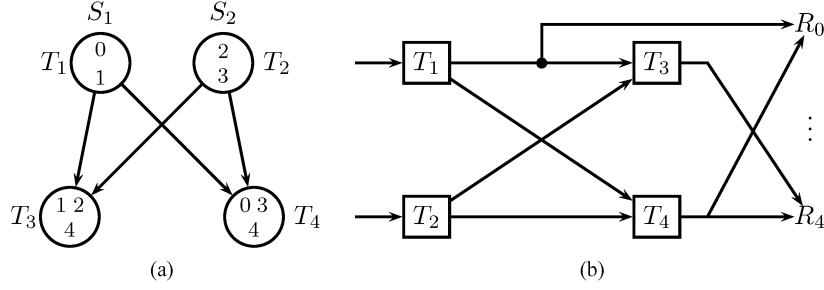 S₁ S₂
T₁ 0 1 2 3 T₂
T₃ 1 2 4 0 3 4 T₄
(a)
R₀
T₁ T₃
⋮
T₂ T₄ R₄
(b)